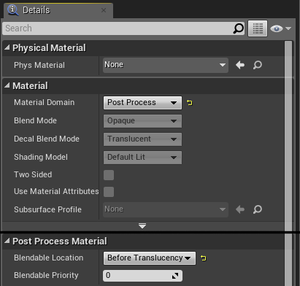 Details
Search
Physical Material
Phys Material None
Material
Material Domain Post Process
Blend Mode Opaque
Decal Blend Mode Translucent
Shading Model Default Lit
Two Sided
Use Material Attributes
Subsurface Profile None
Post Process Material
Blendable Location Before Translucency
Blendable Priority 0